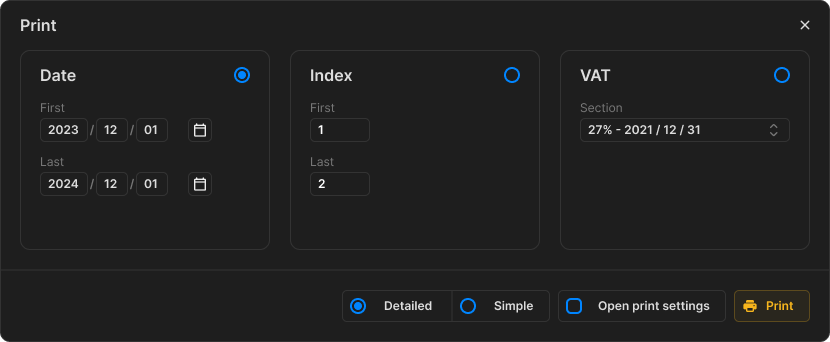 Print
Date
First
2023 / 12 / 01
Last
2024 / 12 / 01
Index
First
1
Last
2
VAT
Section
27% - 2021 / 12 / 31
Detailed
Simple
Open print settings
Print